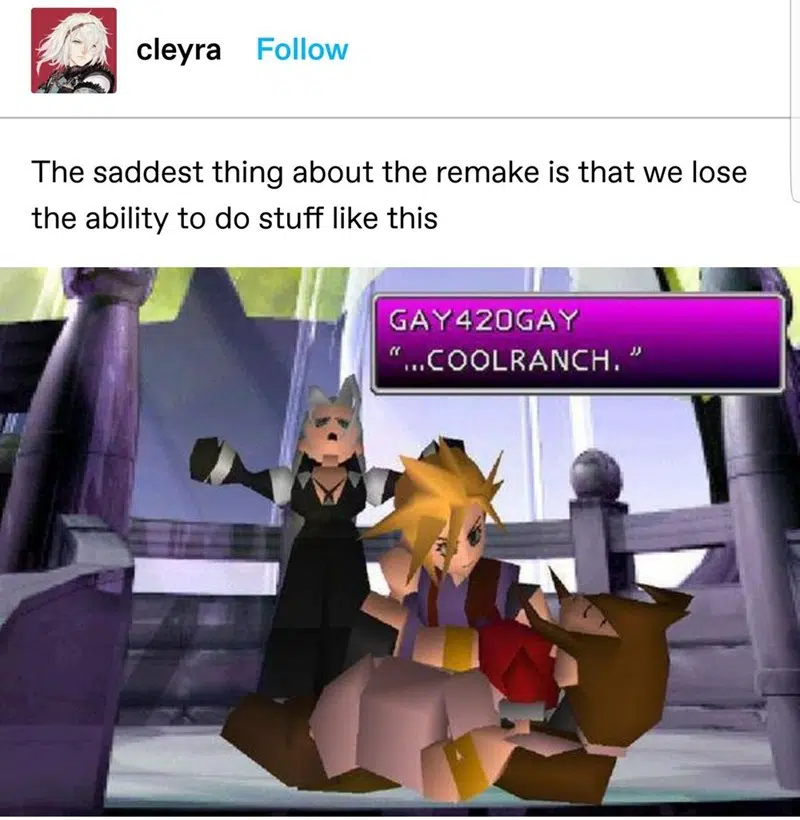 cleyra Follow
The saddest thing about the remake is that we lose
the ability to do stuff like this
GAY420GAY
“...COOLRANCH. ”